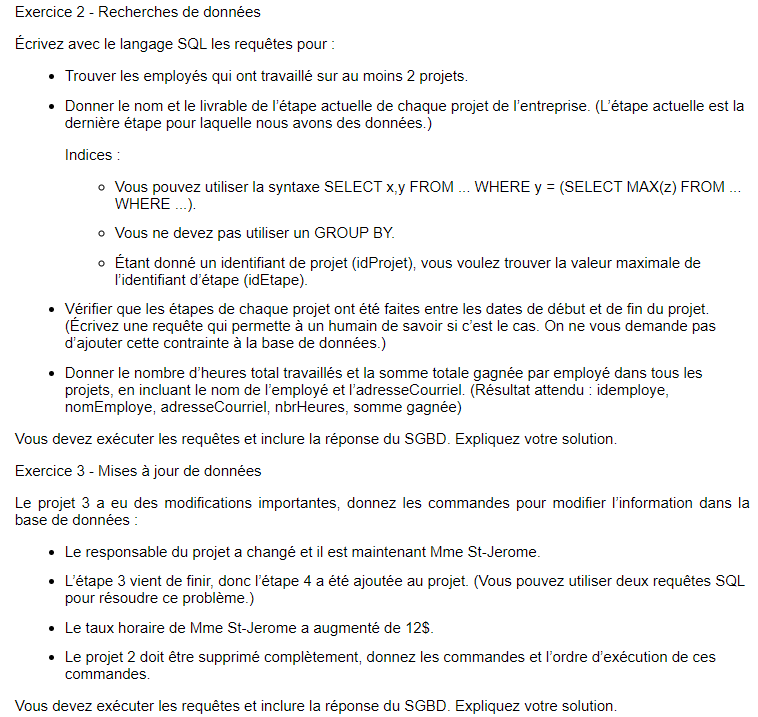 Exercice 2 - Recherches de données
Écrivez avec le langage SQL les requêtes pour :
• Trouver les employés qui ont travaillé sur au moins 2 projets.
• Donner le nom et le livrable de l’étape actuelle de chaque projet de l’entreprise. (L’étape actuelle est la
dernière étape pour laquelle nous avons des données.)
Indices :
◦ Vous pouvez utiliser la syntaxe SELECT x,y FROM ... WHERE y = (SELECT MAX(z) FROM ...
WHERE ...).
◦ Vous ne devez pas utiliser un GROUP BY.
◦ Étant donné un identifiant de projet (idProjet), vous voulez trouver la valeur maximale de
l’identifiant d’étape (idEtape).
• Vérifier que les étapes de chaque projet ont été faites entre les dates de début et de fin du projet.
(Écrivez une requête qui permette à un humain de savoir si c’est le cas. On ne vous demande pas
d’ajouter cette contrainte à la base de données.)
• Donner le nombre d’heures total travaillés et la somme totale gagnée par employé dans tous les
projets, en incluant le nom de l’employé et l’adresseCourriel. (Résultat attendu : idemploye,
nomEmploye, adresseCourriel, nbrHeures, somme gagnée)
Vous devez exécuter les requêtes et inclure la réponse du SGBD. Expliquez votre solution.
Exercice 3 - Mises à jour de données
Le projet 3 a eu des modifications importantes, donnez les commandes pour modifier l’information dans la
base de données :
• Le responsable du projet a changé et il est maintenant Mme St-Jerome.
• L’étape 3 vient de finir, donc l’étape 4 a été ajoutée au projet. (Vous pouvez utiliser deux requêtes SQL
pour résoudre ce problème.)
• Le taux horaire de Mme St-Jerome a augmenté de 12$.
• Le projet 2 doit être supprimé complètement, donnez les commandes et l’ordre d’exécution de ces
commandes.
Vous devez exécuter les requêtes et inclure la réponse du SGBD. Expliquez votre solution.